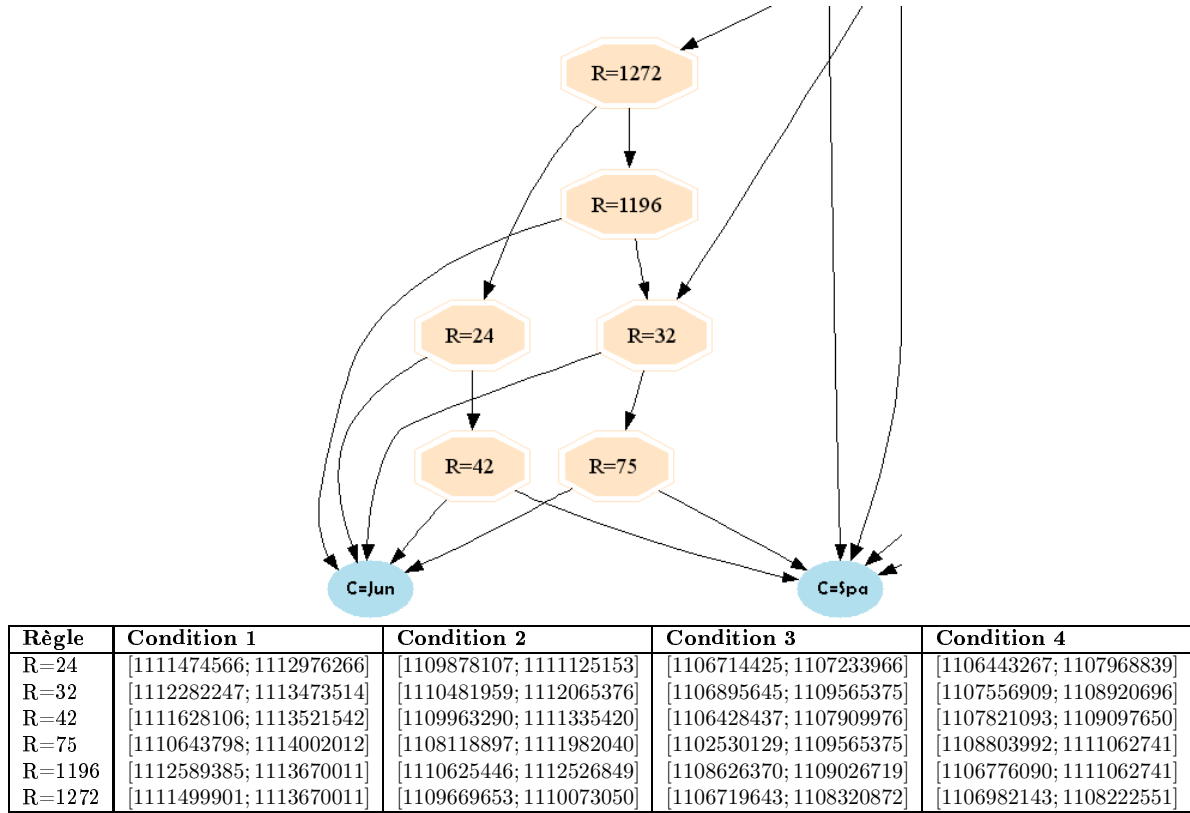 R=1272
R=1196
R=24
R=32
R=42
R=75
C=Jun
C=Spa
Règle Condition 1 Condition 2 Condition 3 Condition 4
R=24 [1111474566; 1112976266] [1109878107; 1111125153] [1106714425; 1107233966] [1106443267; 1107968839]
R=32 [1112282247; 1113473514] [1110481959; 1112065376] [1106895645; 1109565375] [1107556909; 1108920696]
R=42 [1111628106; 1113521542] [1109963290; 1111335420] [1106428437; 1107909976] [1107821093; 1109097650]
R=75 [1110643798; 1114002012] [1108118897; 1111982040] [1102530129; 1109565375] [1108803992; 1111062741]
R=1196 [1112589385; 1113670011] [1110625446; 1112526849] [1108626370; 1109026719] [1106776090; 1111062741]
R=1272 [1111499901; 1113670011] [1109669653; 1110073050] [1106719643; 1108320872] [1106982143; 1108222551]